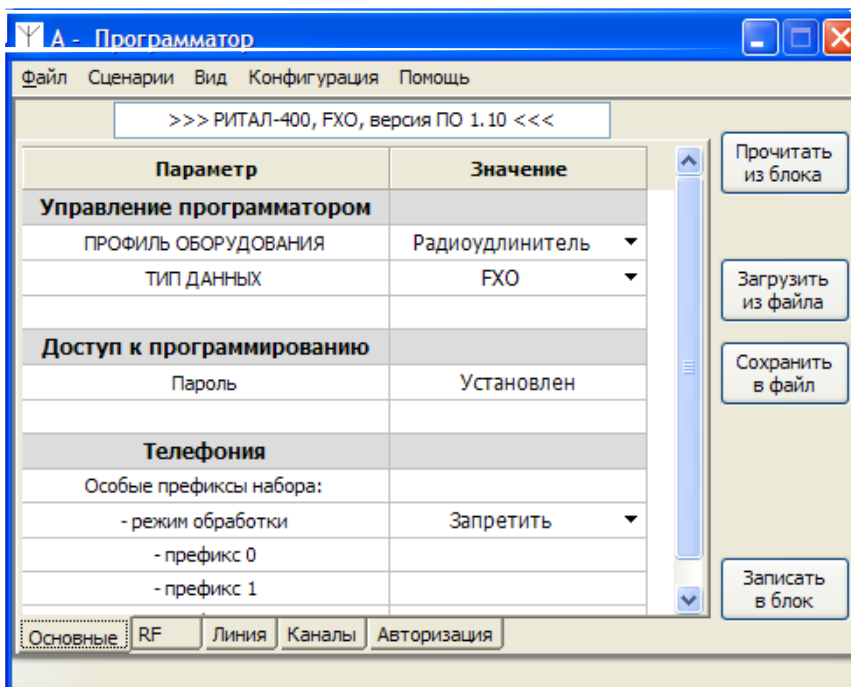 А - Программатор
Файл Сценарии Вид Конфигурация Помощь
>>> РИТАЛ-400, FXO, версия ПО 1.10 <<<
Параметр Значение
Управление программатором
ПРОФИЛЬ ОБОРУДОВАНИЯ Радиоудлинитель
ТИП ДАННЫХ FXO
Доступ к программированию
Пароль Установлен
Телефония
Особые префиксы набора:
- режим обработки Запретить
- префикс 0
- префикс 1
Прочитать
из блока
Загрузить
из файла
Сохранить
в файл
Записать
в блок
Основные RF Линия Каналы Авторизация